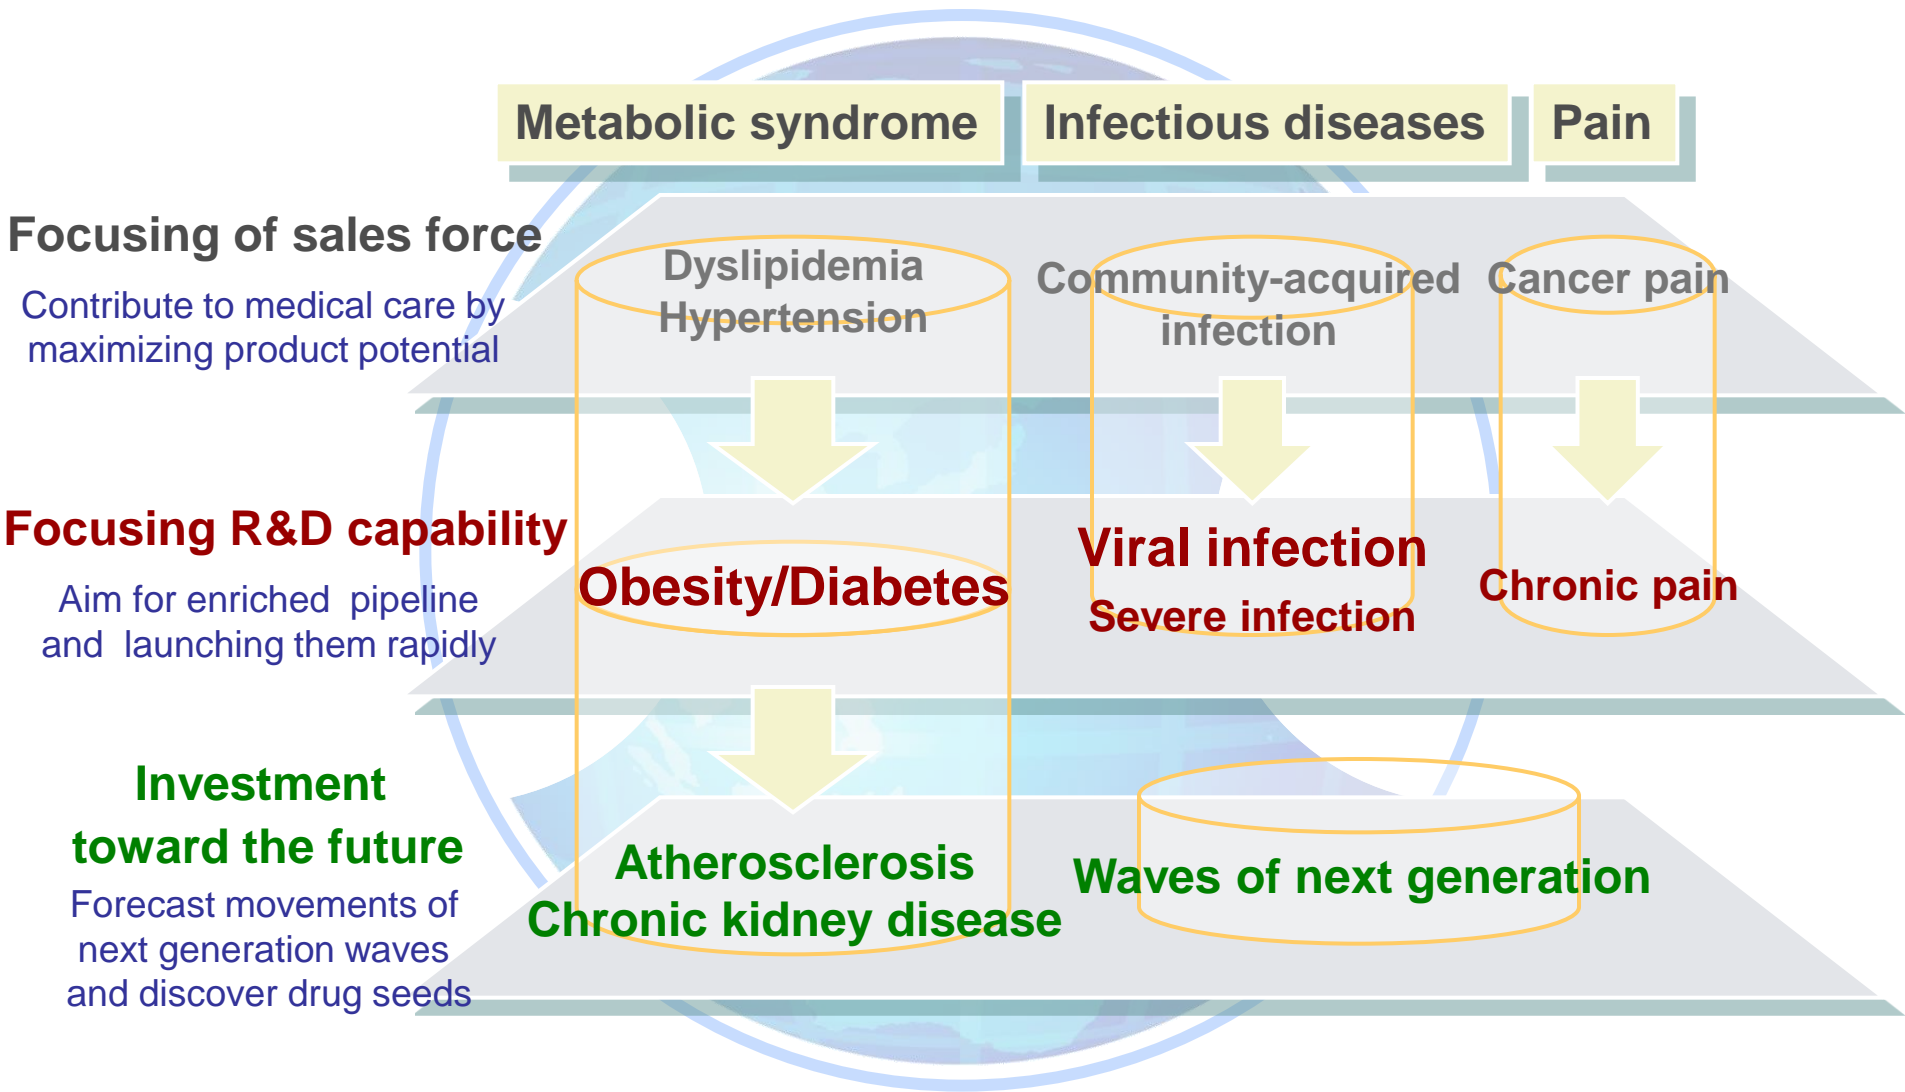 Metabolic syndrome
Infectious diseases
Pain
Focusing of sales force
Contribute to medical care by
maximizing product potential
Dyslipidemia
Hypertension
Community-acquired
infection
Cancer pain
Focusing R&D capability
Aim for enriched pipeline
and launching them rapidly
Obesity/Diabetes
Viral infection
Severe infection
Chronic pain
Investment
toward the future
Forecast movements of
next generation waves
and discover drug seeds
Atherosclerosis
Chronic kidney disease
Waves of next generation